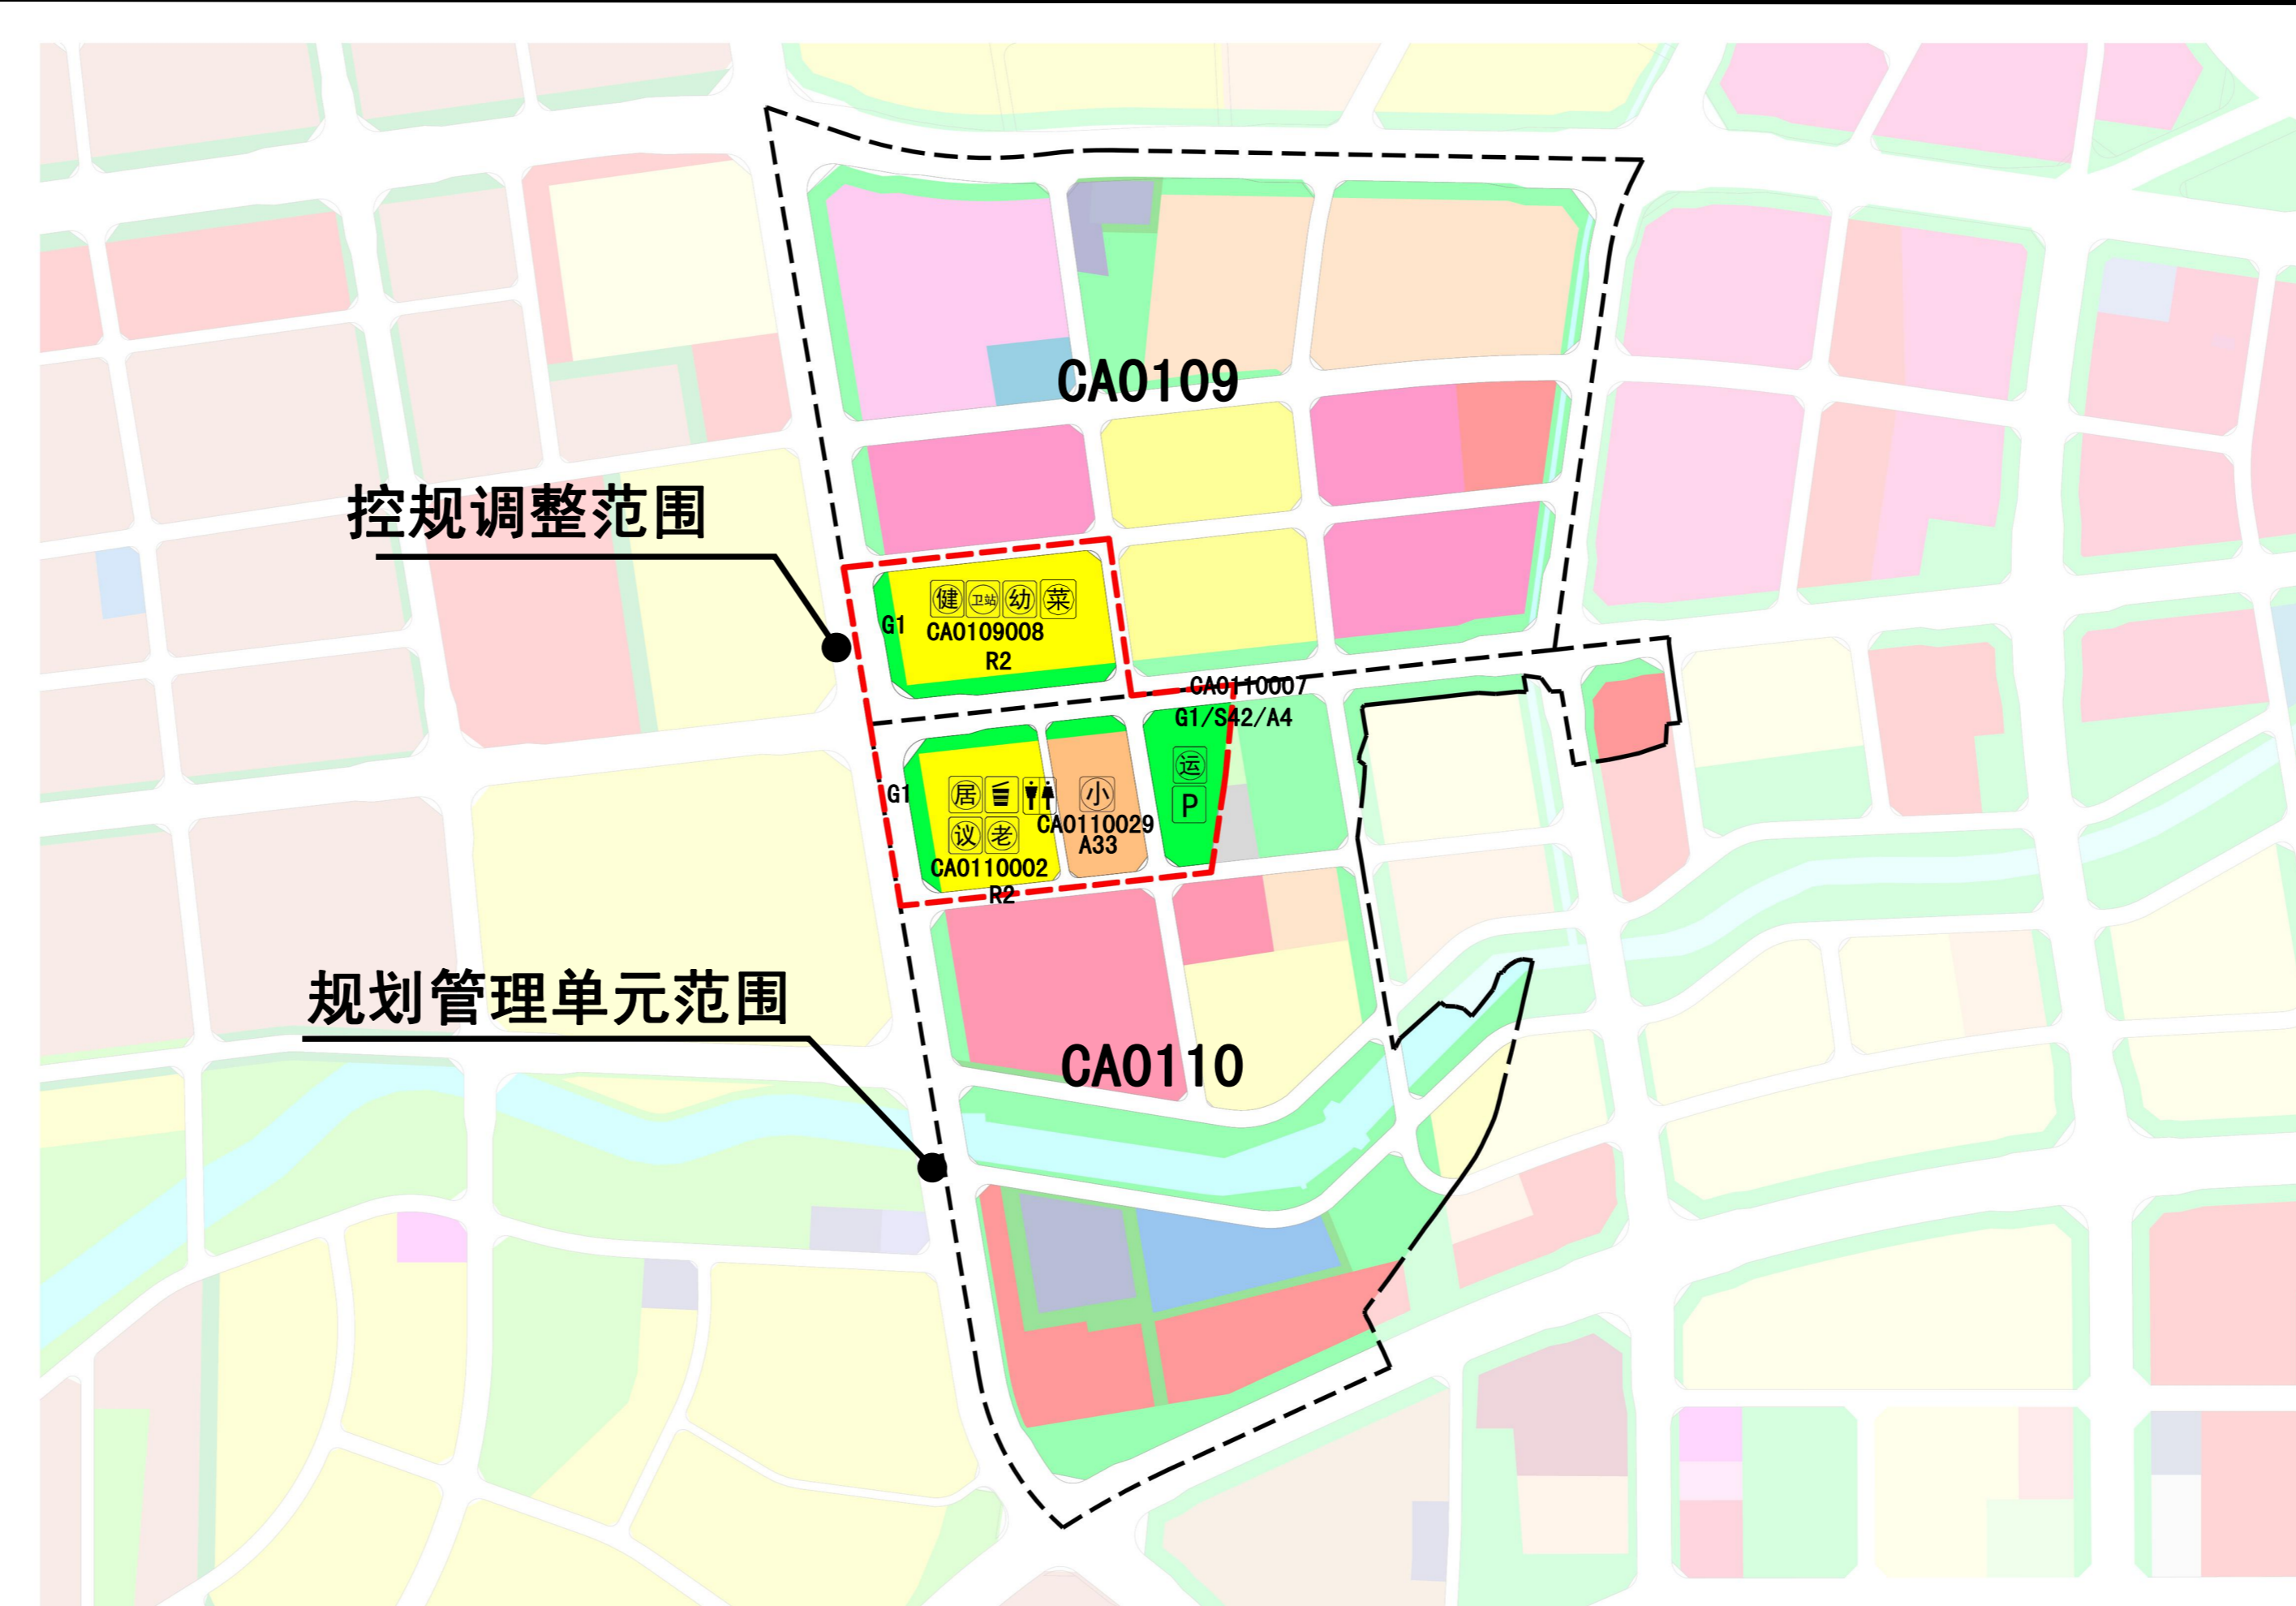 CA0109
控规调整范围
健 卫站 幼 菜
G1
CA0109008
R2
CA0110007
G1/S42/A4
运
P
G1
居
小
议 老
CA0110029
A33
CA0110002
R2
规划管理单元范围
CA0110